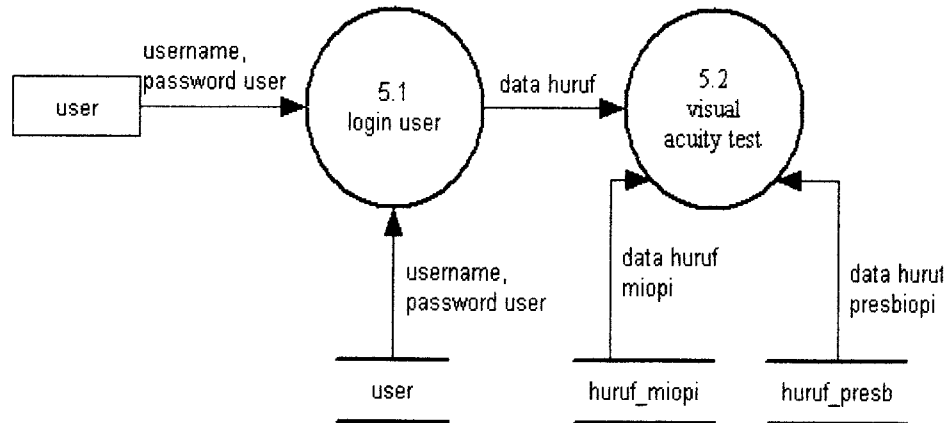 username,
password user
user
5.1
login user
data huruf
5.2
visual
acuity test
username,
password user
data huruf
miopi
data huruf
presbiopi
user
huruf_miopi
huruf_presb